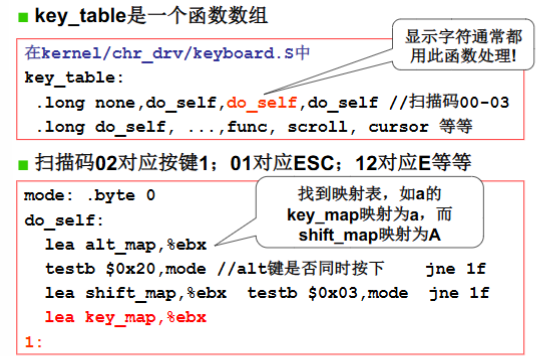 key_table是一个函数数组
显示字符通常都
用此函数处理!
在kernel/chr_drv/keyboard.S中
key_table:
.long none,do_self,do_self,do_self //扫描码00-03
.long do_self, ...,func, scroll, cursor 等等
扫描码02对应按键1；01对应ESC；12对应E等等
mode: .byte 0
do_self:
找到映射表，如a的
key_map映射为a，而
shift_map映射为A
lea alt_map,%ebx
testb $0x20,mode //alt键是否同时按下 jne 1f
lea shift_map,%ebx testb $0x03,mode jne 1f
lea key_map,%ebx
1: